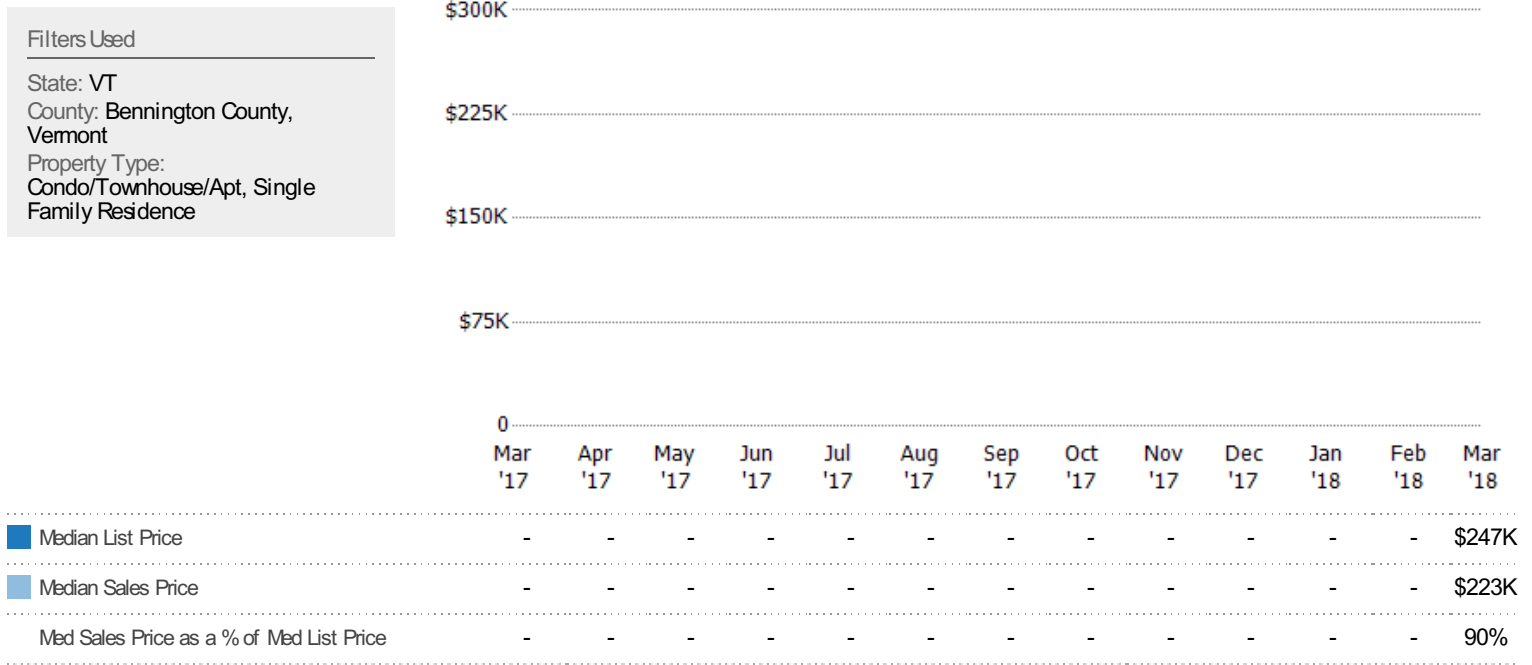 Filters Used
State: VT
County: Bennington County,
Vermont
Property Type:
Condo/Townhouse/Apt, Single
Family Residence
$300K
$225K
$150K
$75K
0
Mar Apr May Jun Jul Aug Sep Oct Nov Dec Jan Feb Mar
'17 '17 '17 '17 '17 '17 '17 '17 '17 '17 '18 '18 '18
Median List Price - - - - - - - - - - - - $247K
Median Sales Price - - - - - - - - - - - - $223K
Med Sales Price as a % of Med List Price - - - - - - - - - - - - 90%